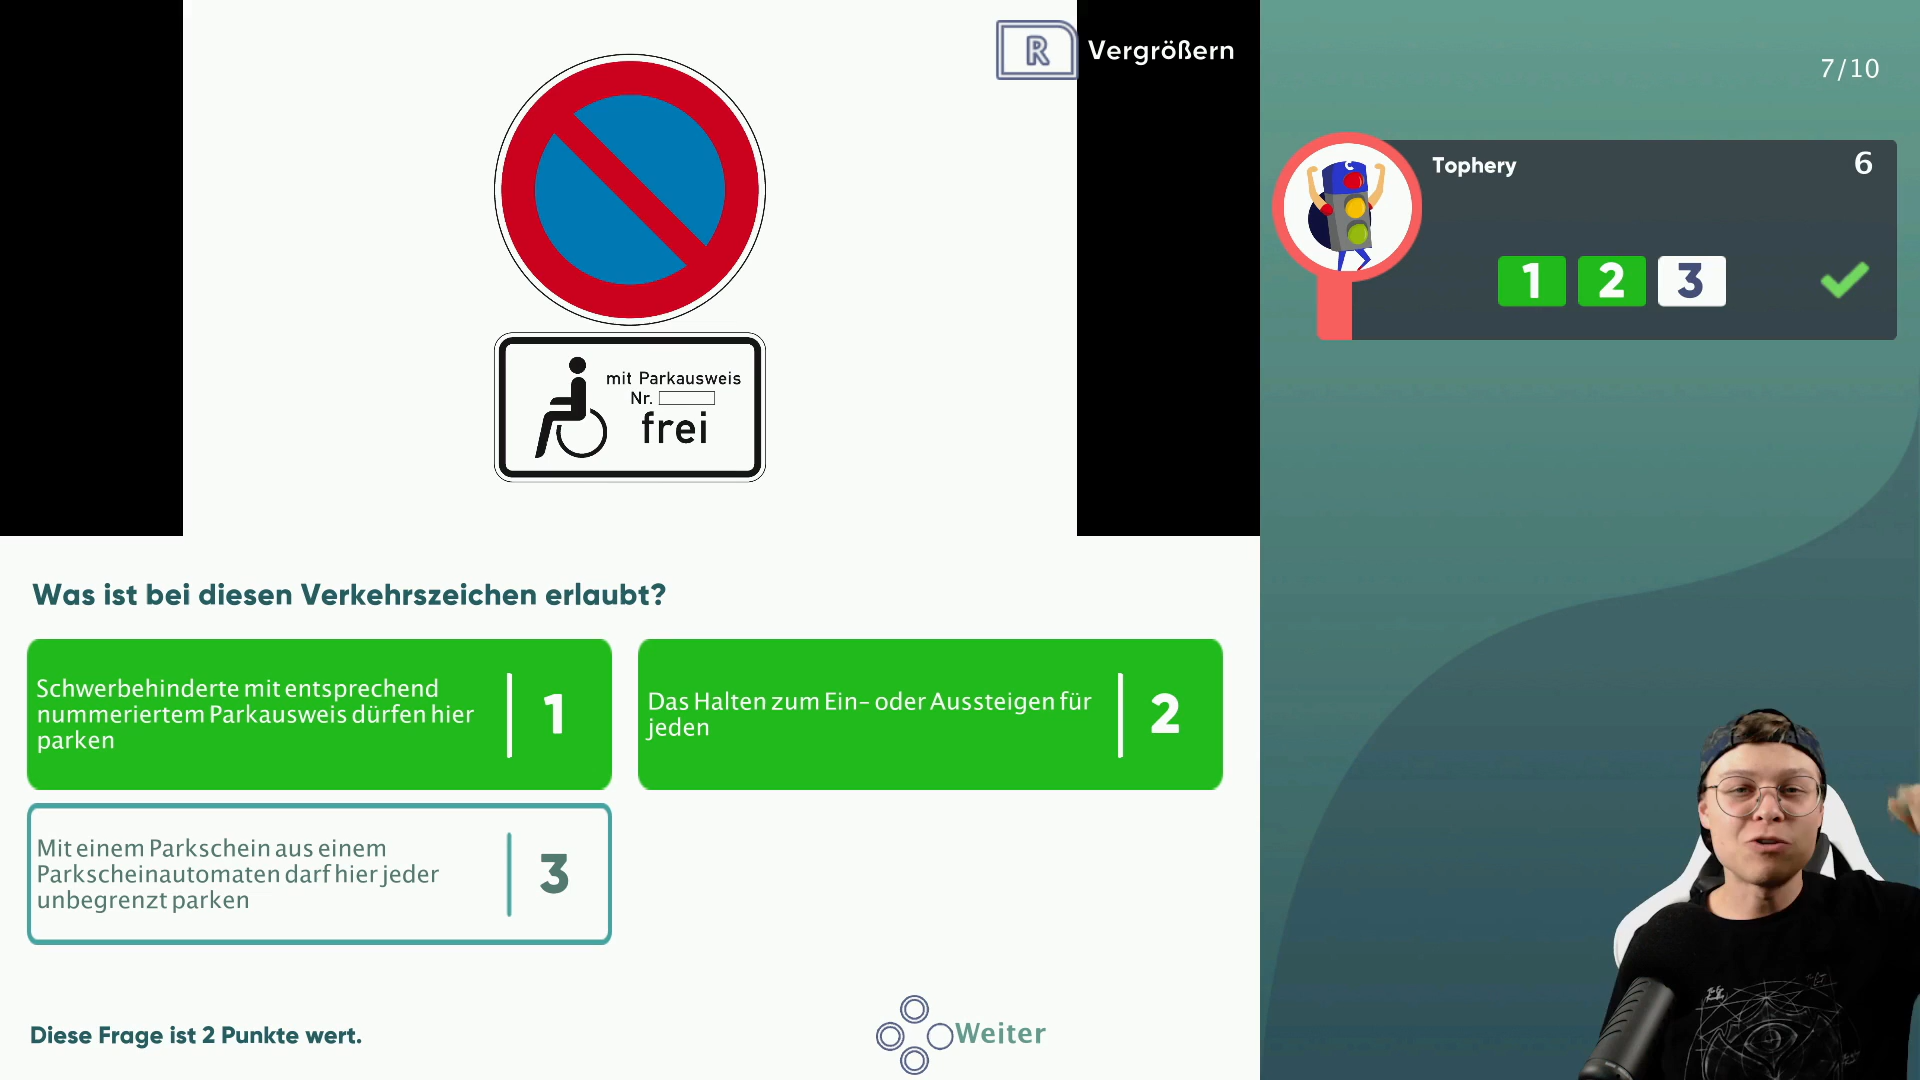 R Vergrößern
mit Parkausweis
Nr.
frei
Was ist bei diesen Verkehrszeichen erlaubt?
Schwerbehinderte mit entsprechend
nummeriertem Parkausweis dürfen hier
parken
1
Das Halten zum Ein- oder Aussteigen für
jeden
2
Mit einem Parkschein aus einem
Parkscheinautomaten darf hier jeder
unbegrenzt parken
3
Diese Frage ist 2 Punkte wert.
Weiter
7/10
Tophery 6
1 2 3